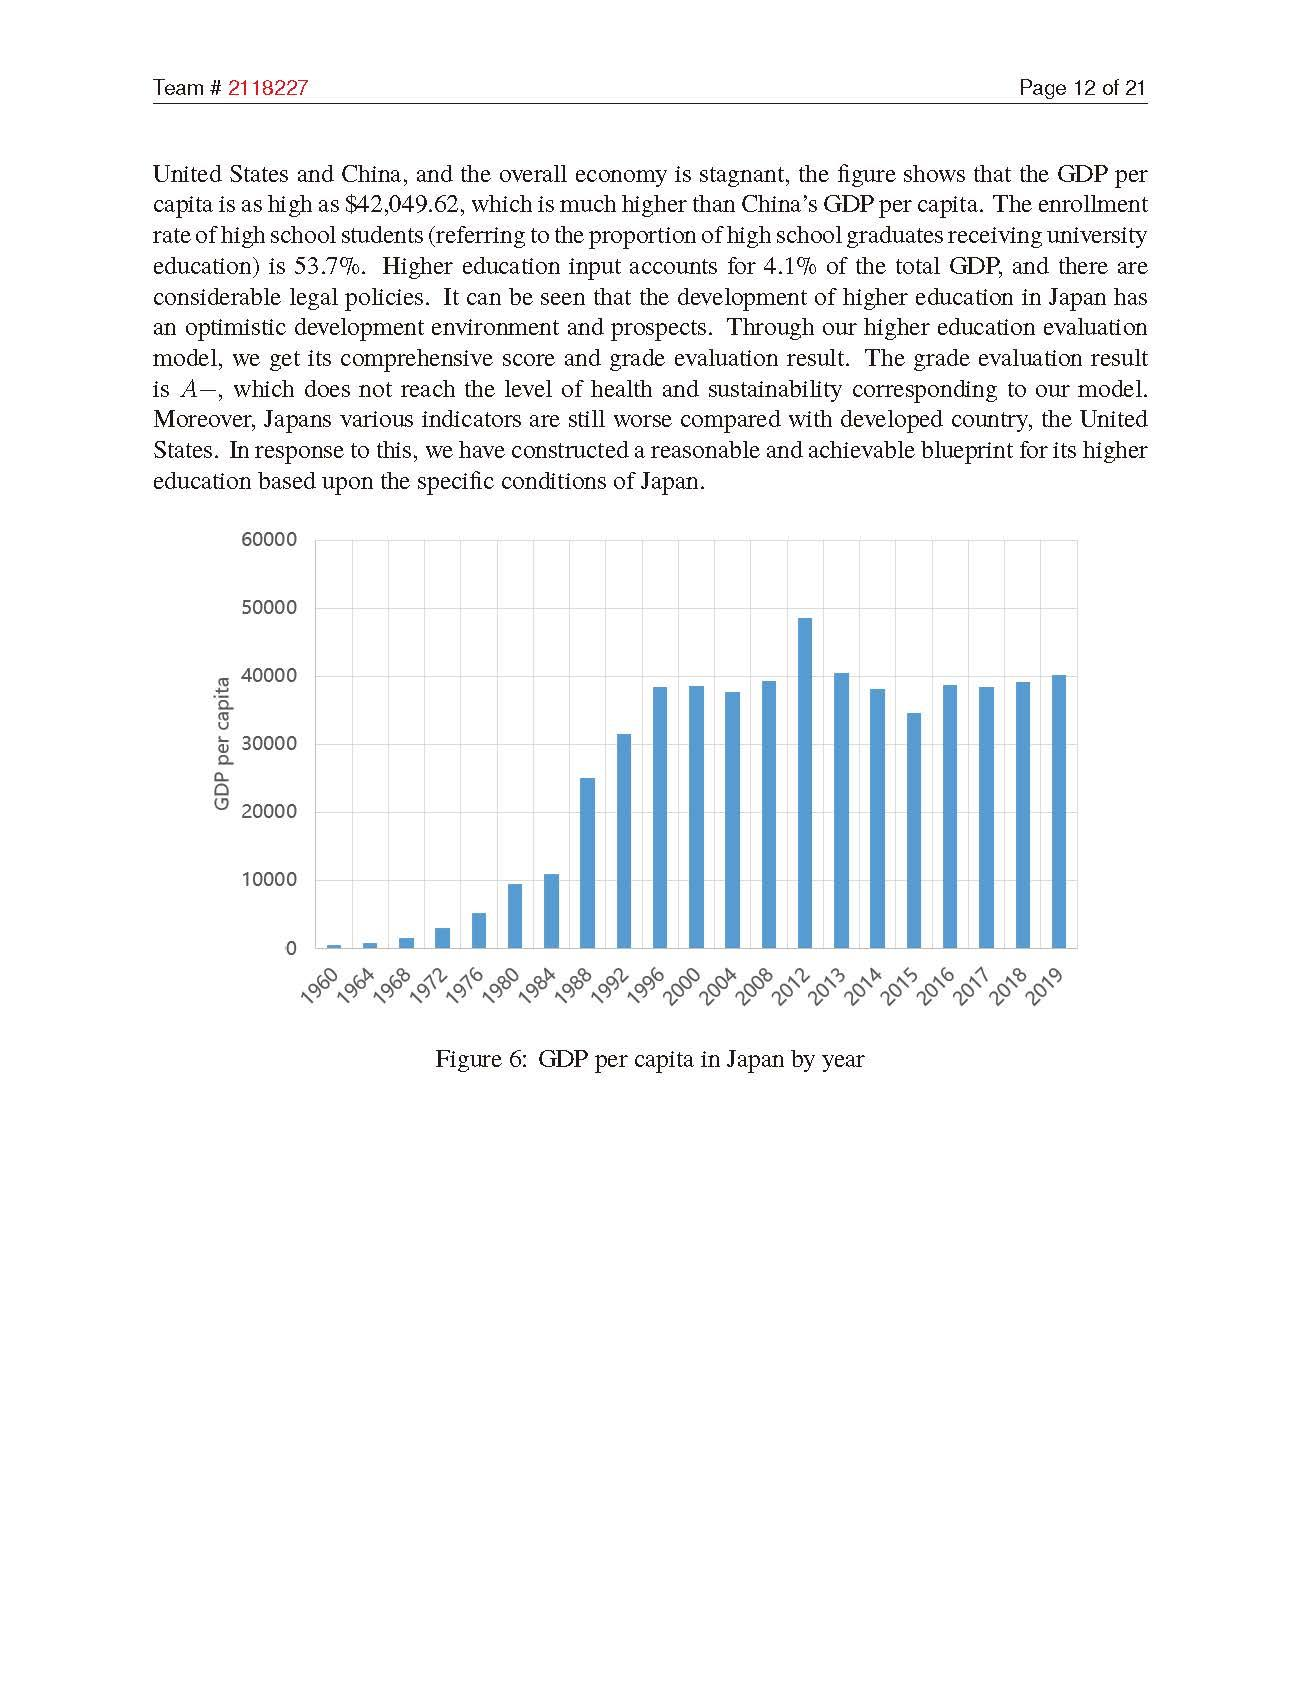 Team # 2118227
Page 12 of 21
United States and China, and the overall economy is stagnant, the figure shows that the GDP per
capita is as high as $42,049.62, which is much higher than China's GDP per capita. The enrollment
rate of high school students (referring to the proportion of high school graduates receiving university
education) is 53.7%. Higher education input accounts for 4.1% of the total GDP, and there are
considerable legal policies. It can be seen that the development of higher education in Japan has
an optimistic development environment and prospects. Through our higher education evaluation
model, we get its comprehensive score and grade evaluation result. The grade evaluation result
is A−, which does not reach the level of health and sustainability corresponding to our model.
Moreover, Japans various indicators are still worse compared with developed country, the United
States. In response to this, we have constructed a reasonable and achievable blueprint for its higher
education based upon the specific conditions of Japan.
60000
50000
40000
30000
20000
10000
0
GDP per capita
1960
1964
1968
1972
1976
1980
1984
1988
1992
1996
2000
2004
2008
2012
2013
2014
2015
2016
2017
2018
2019
Figure 6: GDP per capita in Japan by year